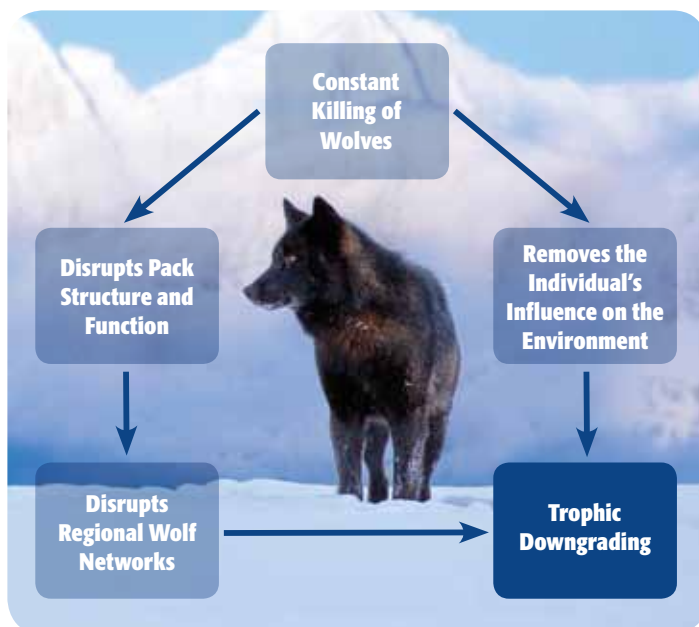 Constant
Killing of
Wolves
Disrupts Pack
Structure and
Function
Removes the
Individual’s
Influence on the
Environment
Disrupts
Regional Wolf
Networks
Trophic
Downgrading